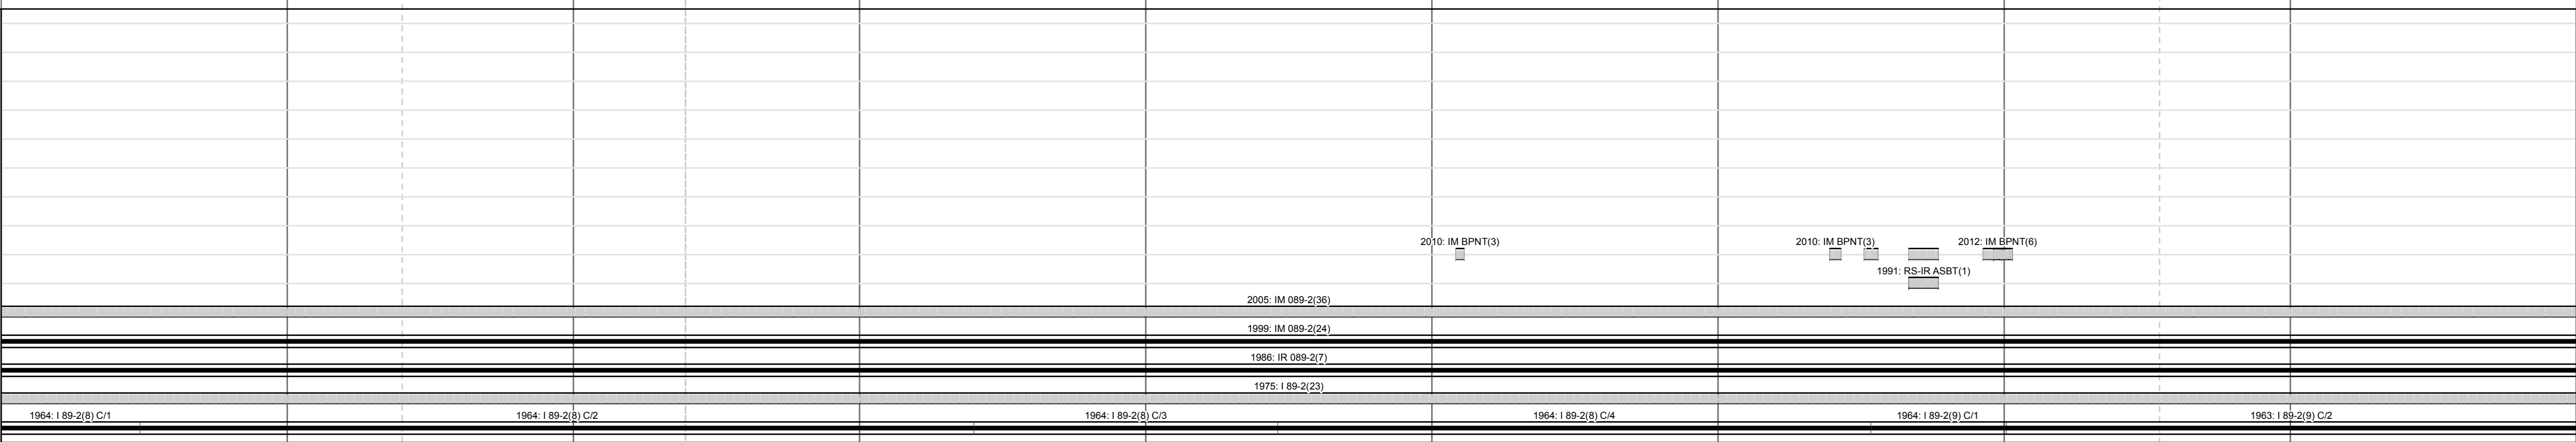 2010: IM BPNT(3) 2010: IM BPNT(3) 2012: IM BPNT(6)
1991: RS-IR ASBT(1)
2005: IM 089-2(36)
1999: IM 089-2(24)
1986: IR 089-2(7)
1975: I 89-2(23)
1964: I 89-2(8) C/1 1964: I 89-2(8) C/2 1964: I 89-2(8) C/3 1964: I 89-2(8) C/4 1964: I 89-2(9) C/1 1963: I 89-2(9) C/2